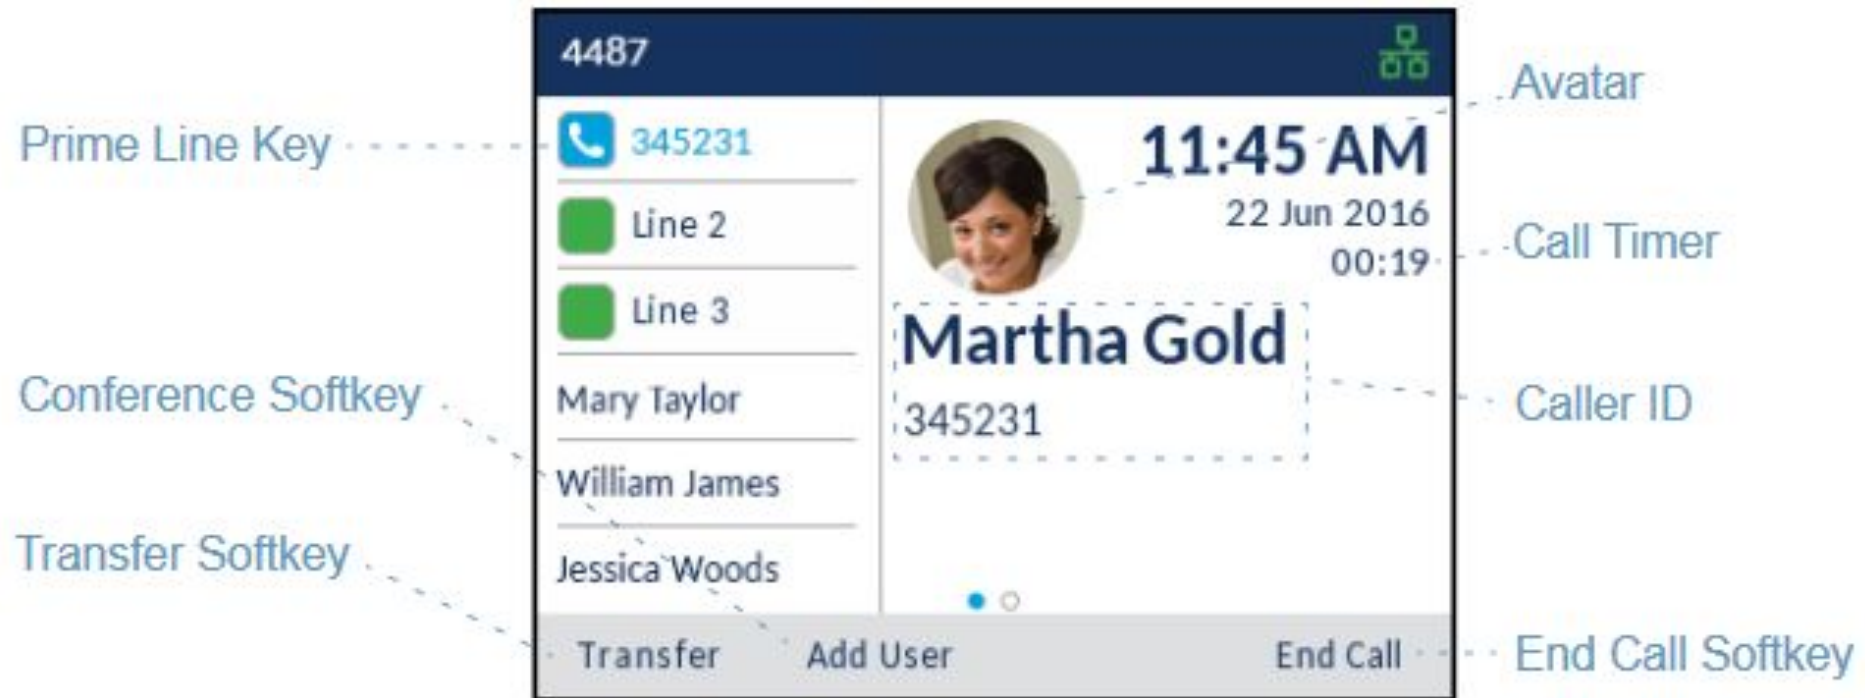 4487
Avatar
Prime Line Key
345231
11:45 AM
Line 2
22 Jun 2016
Call Timer
00:19
Line 3
Martha Gold
Conference Softkey
Mary Taylor
345231
Caller ID
William James
Transfer Softkey
Jessica Woods
Transfer
Add User
End Call
End Call Softkey